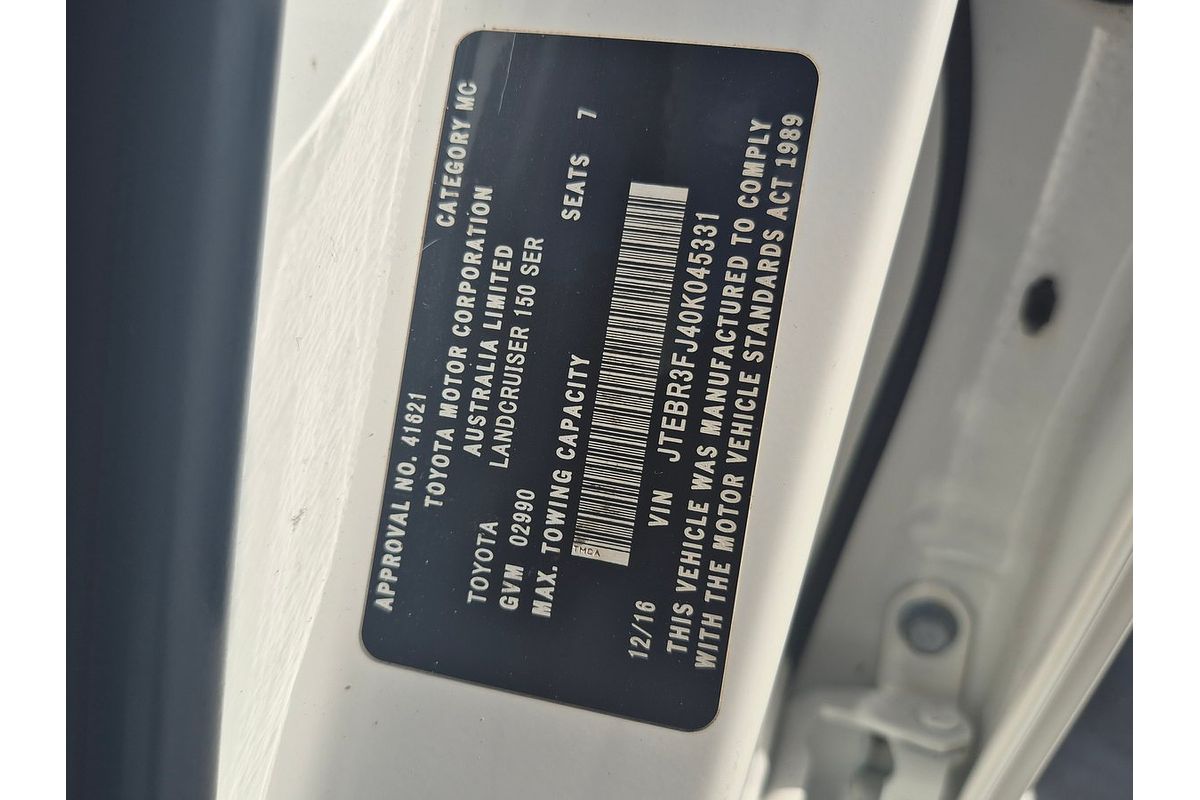 APPROVAL NO. 41621 CATEGORY MC
TOYOTA MOTOR CORPORATION
AUSTRALIA LIMITED
TOYOTA LANDCRUISER 150 SER
GVM 02990 SEATS 7
MAX. TOWING CAPACITY
TMCA
12/16 VIN JTEBR3FJ40K045331
THIS VEHICLE WAS MANUFACTURED TO COMPLY
WITH THE MOTOR VEHICLE STANDARDS ACT 1989